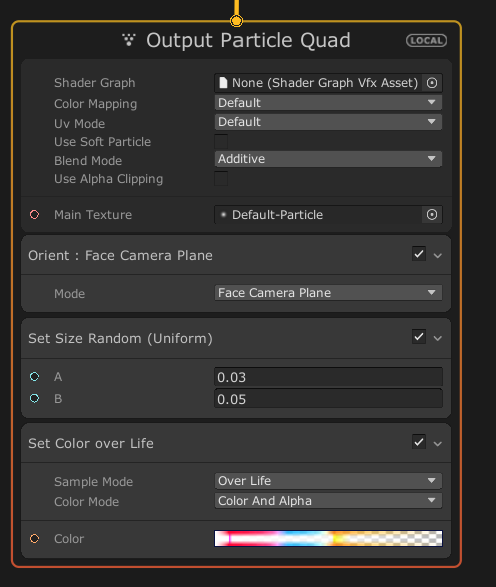 Output Particle Quad LOCAL
Shader Graph None (Shader Graph Vfx Asset)
Color Mapping Default
Uv Mode Default
Use Soft Particle
Blend Mode Additive
Use Alpha Clipping
Main Texture Default-Particle
Orient : Face Camera Plane
Mode Face Camera Plane
Set Size Random (Uniform)
A 0.03
B 0.05
Set Color over Life
Sample Mode Over Life
Color Mode Color And Alpha
Color